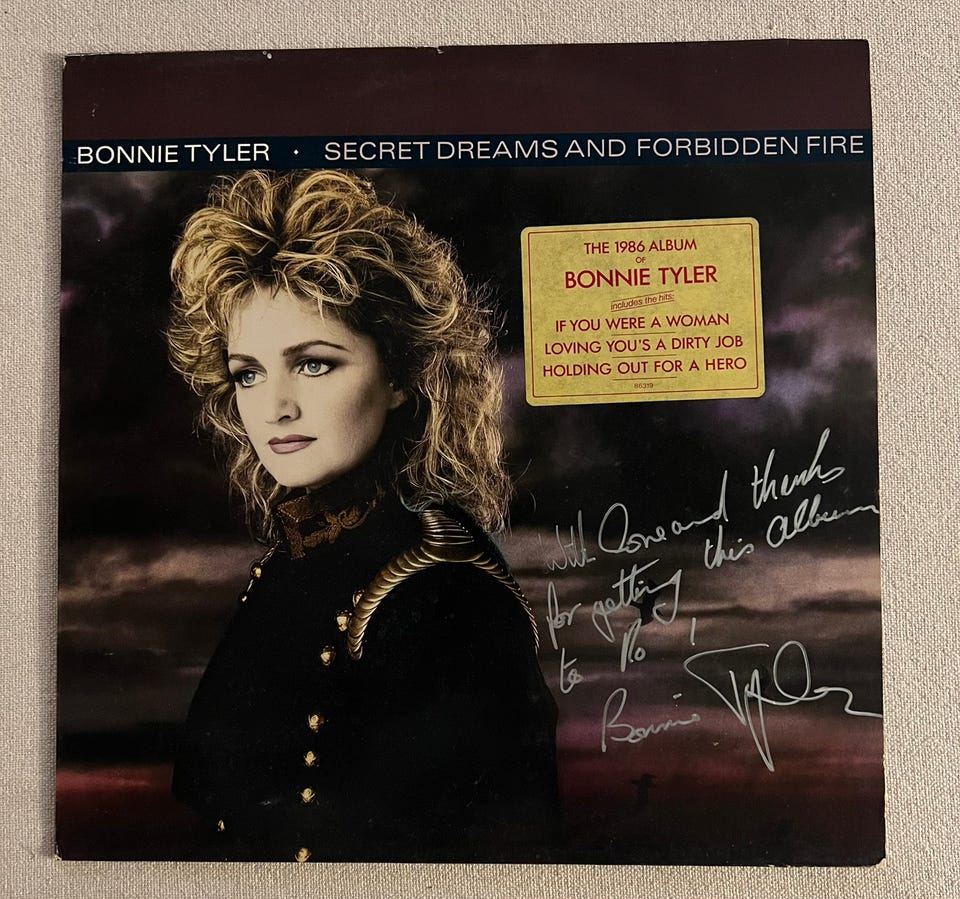 BONNIE TYLER • SECRET DREAMS AND FORBIDDEN FIRE
THE 1986 ALBUM
OF
BONNIE TYLER
includes the hits:
IF YOU WERE A WOMAN
LOVING YOU'S A DIRTY JOB
HOLDING OUT FOR A HERO
86319
With love and thanks
for getting this album
to No !
Bonnie Tyler